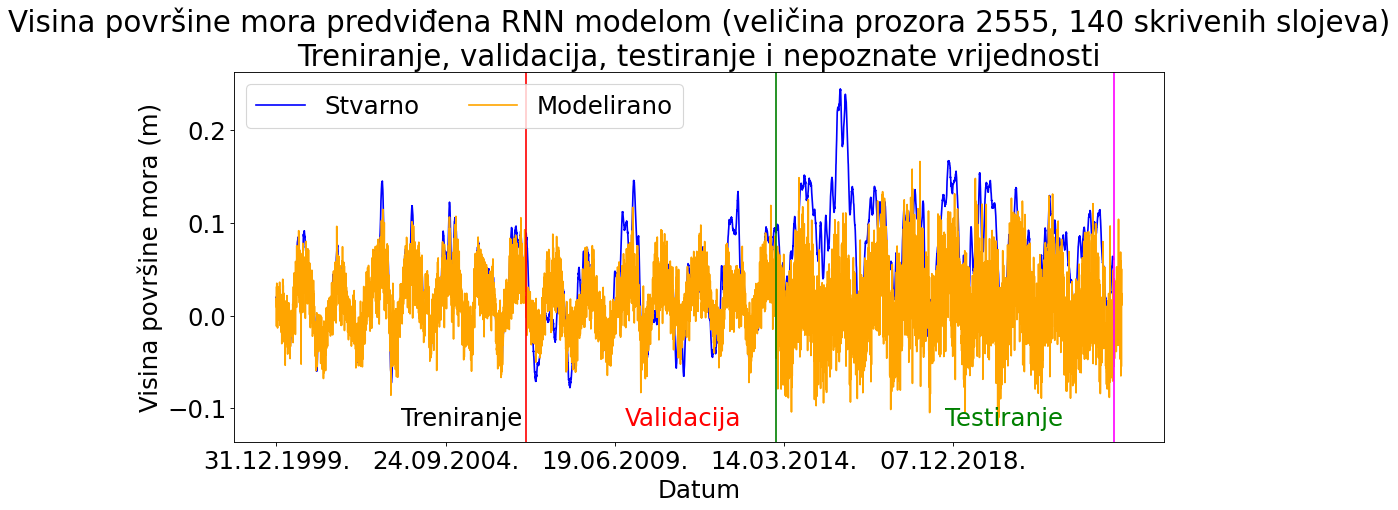 Visina površine mora predviđena RNN modelom (veličina prozora 2555, 140 skrivenih slojeva)
Treniranje, validacija, testiranje i nepoznate vrijednosti
Stvarno
Modelirano
Visina površine mora (m)
0.2
0.1
0.0
−0.1
Treniranje
Validacija
Testiranje
31.12.1999.
24.09.2004.
19.06.2009.
14.03.2014.
07.12.2018.
Datum